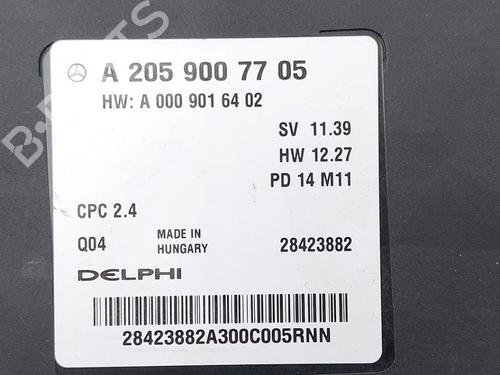 A 205 900 77 05
HW: A 000 901 64 02
SV 11.39
HW 12.27
PD 14 M11
CPC 2.4
Q04 MADE IN HUNGARY 28423882
DELPHI
28423882A300C005RNN